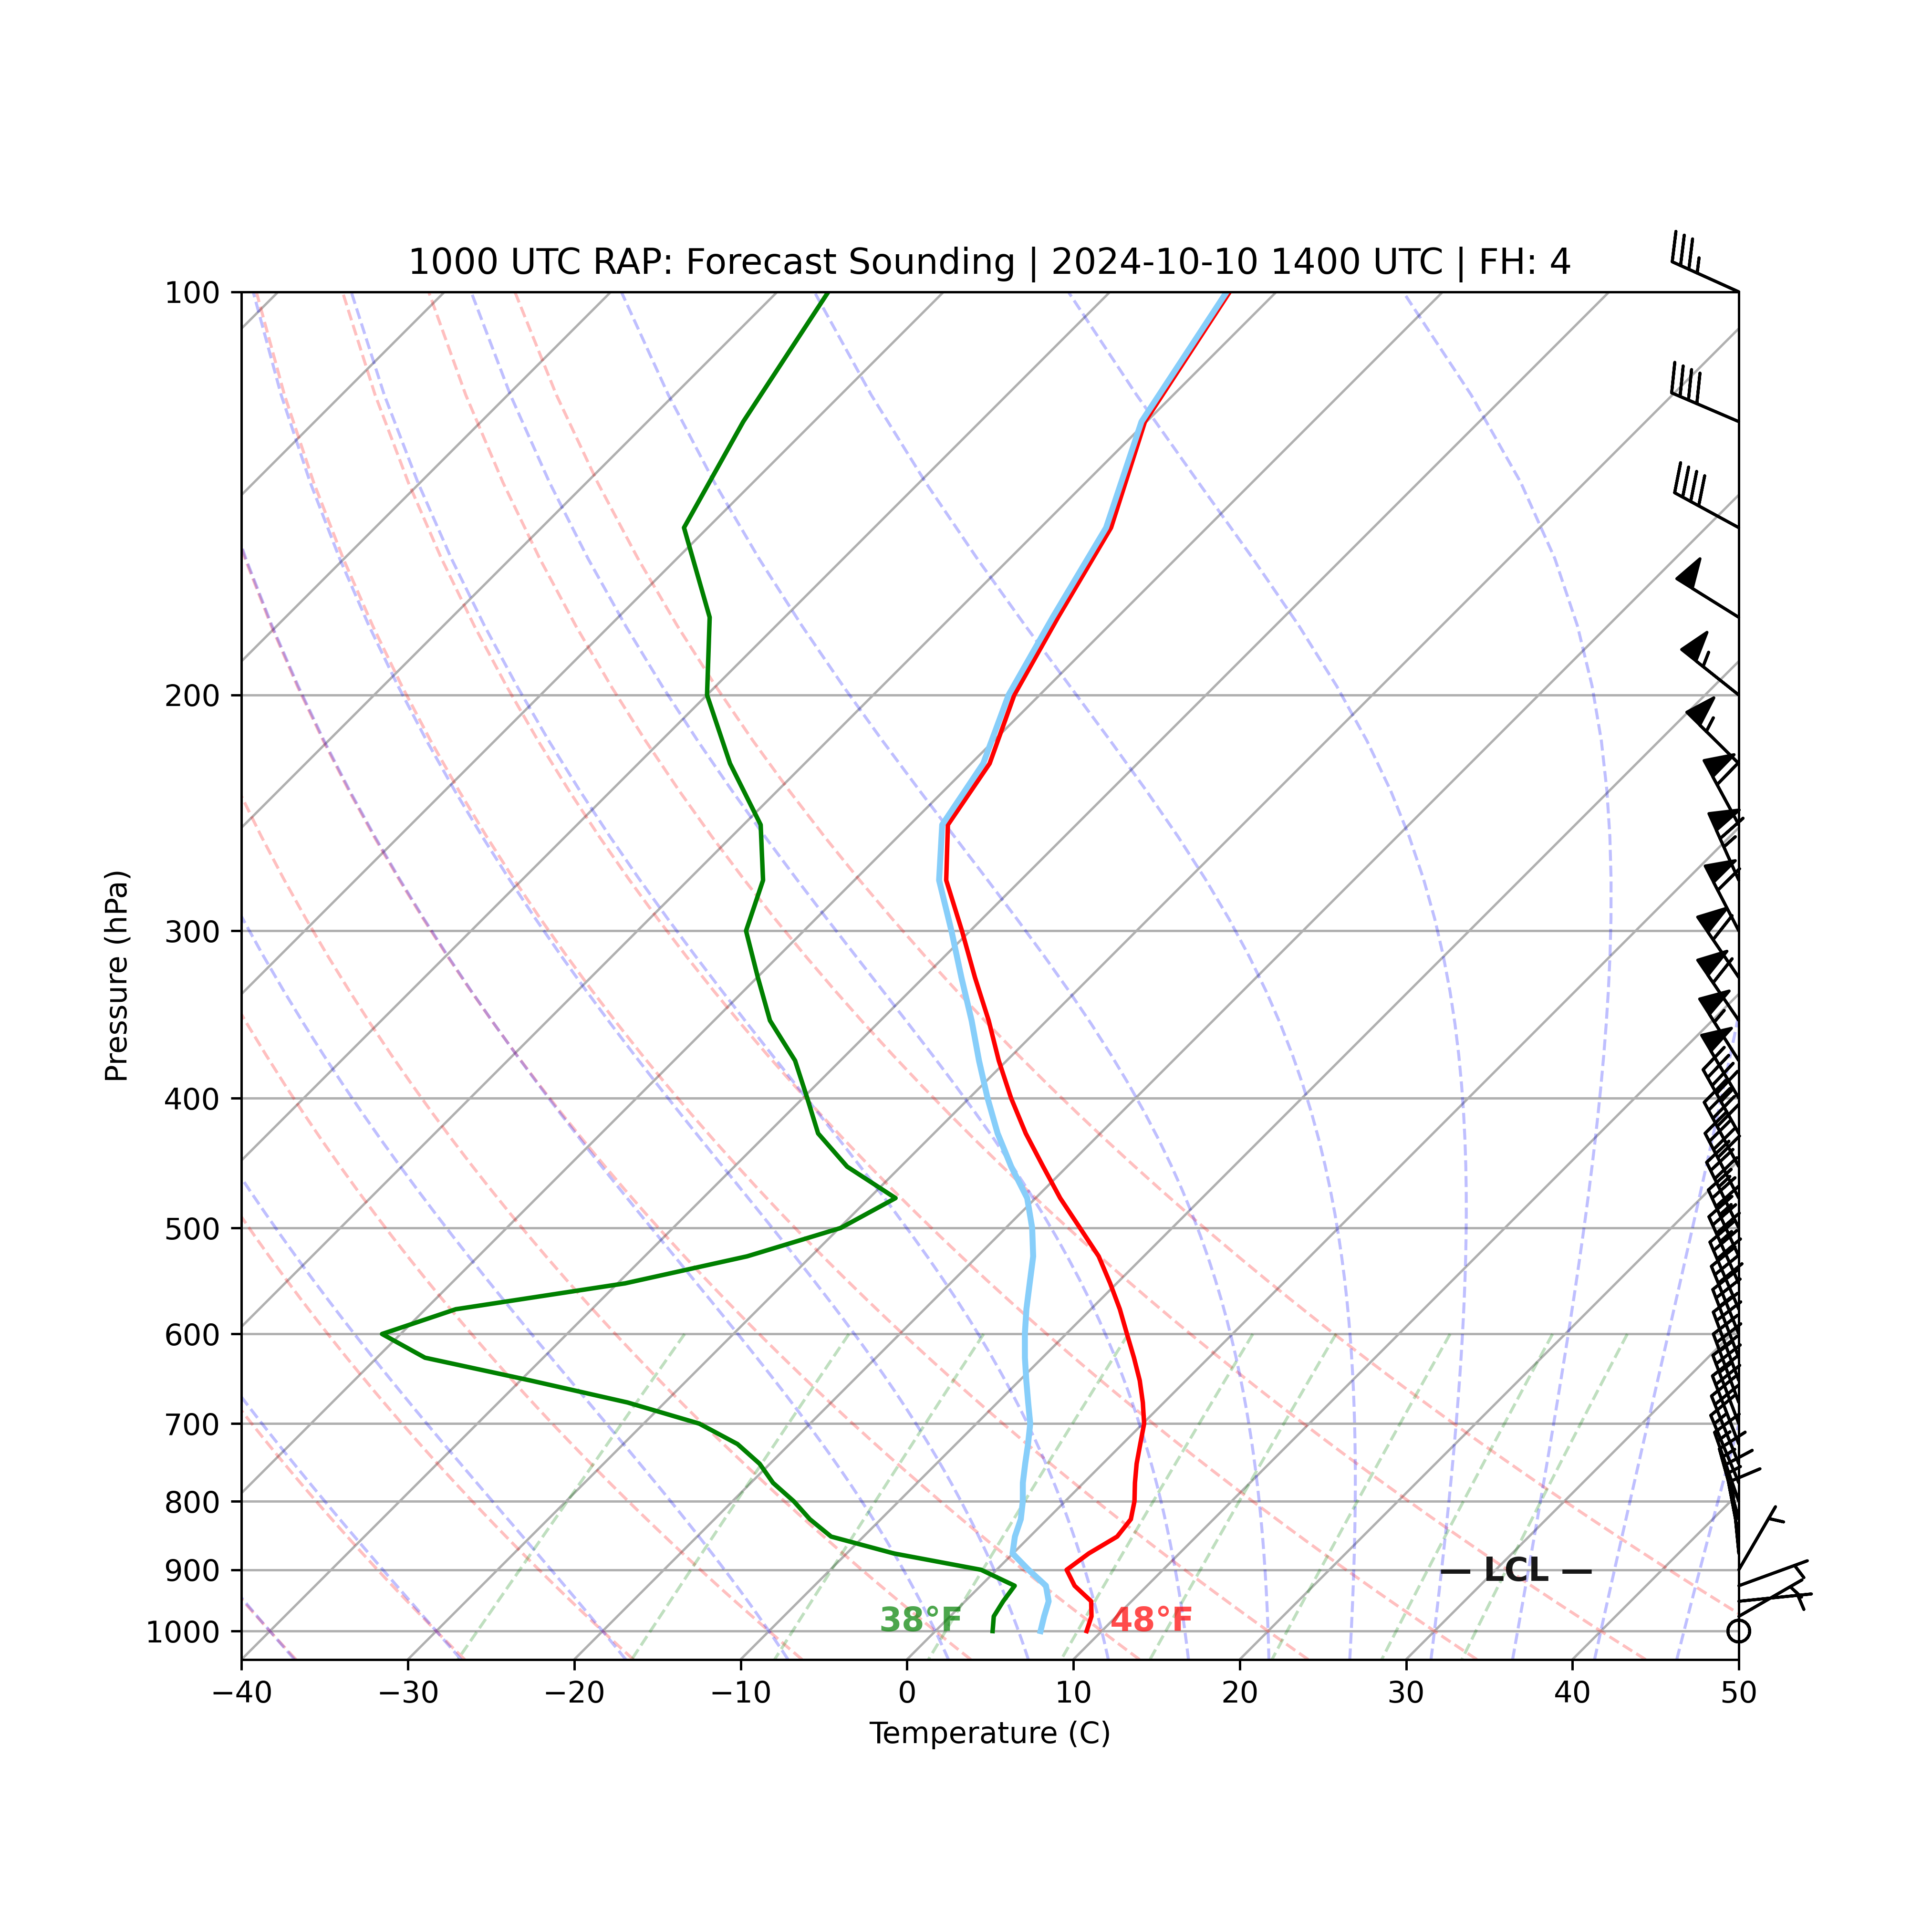 1000 UTC RAP: Forecast Sounding | 2024-10-10 1400 UTC | FH: 4
100
200
300
400
500
600
700
800
900
1000
Pressure (hPa)
— LCL —
38°F
48°F
−40 −30 −20 −10 0 10 20 30 40 50
Temperature (C)